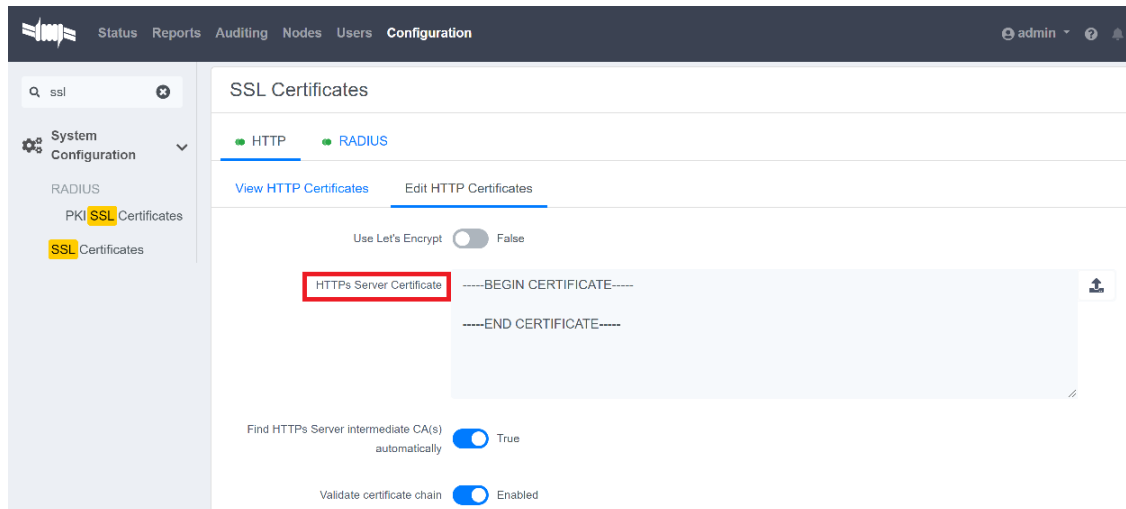 Status Reports Auditing Nodes Users Configuration admin
ssl
SSL Certificates
System
Configuration
HTTP RADIUS
RADIUS
View HTTP Certificates Edit HTTP Certificates
PKI SSL Certificates
SSL Certificates
Use Let's Encrypt False
HTTPs Server Certificate -----BEGIN CERTIFICATE-----
-----END CERTIFICATE-----
Find HTTPs Server intermediate CA(s)
automatically True
Validate certificate chain Enabled